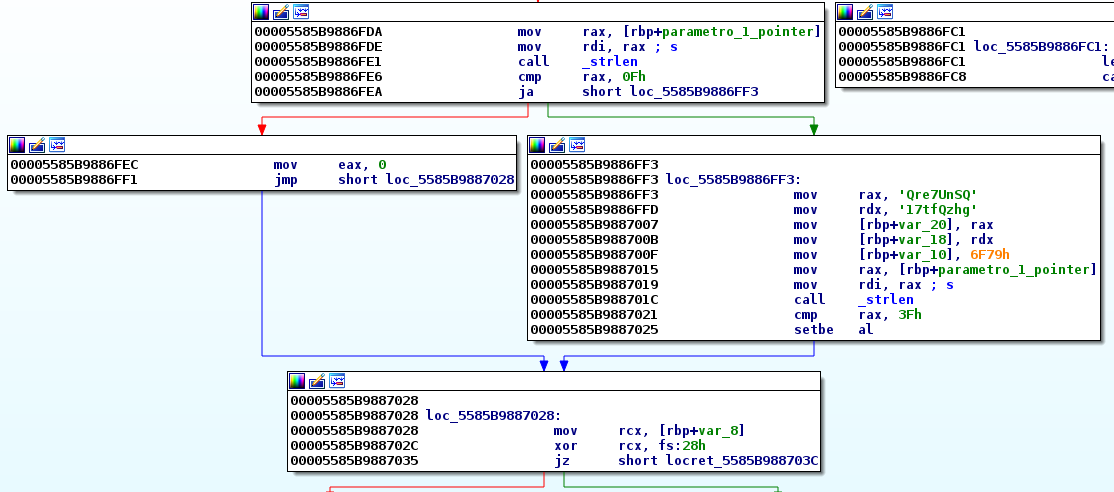 00005585B9886FDA mov rax, [rbp+parametro_1_pointer]
00005585B9886FDE mov rdi, rax ; s
00005585B9886FE1 call _strlen
00005585B9886FE6 cmp rax, 0Fh
00005585B9886FEA ja short loc_5585B9886FF3
00005585B9886FC1
00005585B9886FC1 loc_5585B9886FC1:
00005585B9886FC1 le
00005585B9886FC8 ca
00005585B9886FEC mov eax, 0
00005585B9886FF1 jmp short loc_5585B9887028
00005585B9886FF3
00005585B9886FF3 loc_5585B9886FF3:
00005585B9886FF3 mov rax, 'Qre7UnSQ'
00005585B9886FFD mov rdx, '17tfQzhg'
00005585B9887007 mov [rbp+var_20], rax
00005585B988700B mov [rbp+var_18], rdx
00005585B988700F mov [rbp+var_10], 6F79h
00005585B9887015 mov rax, [rbp+parametro_1_pointer]
00005585B9887019 mov rdi, rax ; s
00005585B988701C call _strlen
00005585B9887021 cmp rax, 3Fh
00005585B9887025 setbe al
00005585B9887028
00005585B9887028 loc_5585B9887028:
00005585B9887028 mov rcx, [rbp+var_8]
00005585B988702C xor rcx, fs:28h
00005585B9887035 jz short locret_5585B988703C